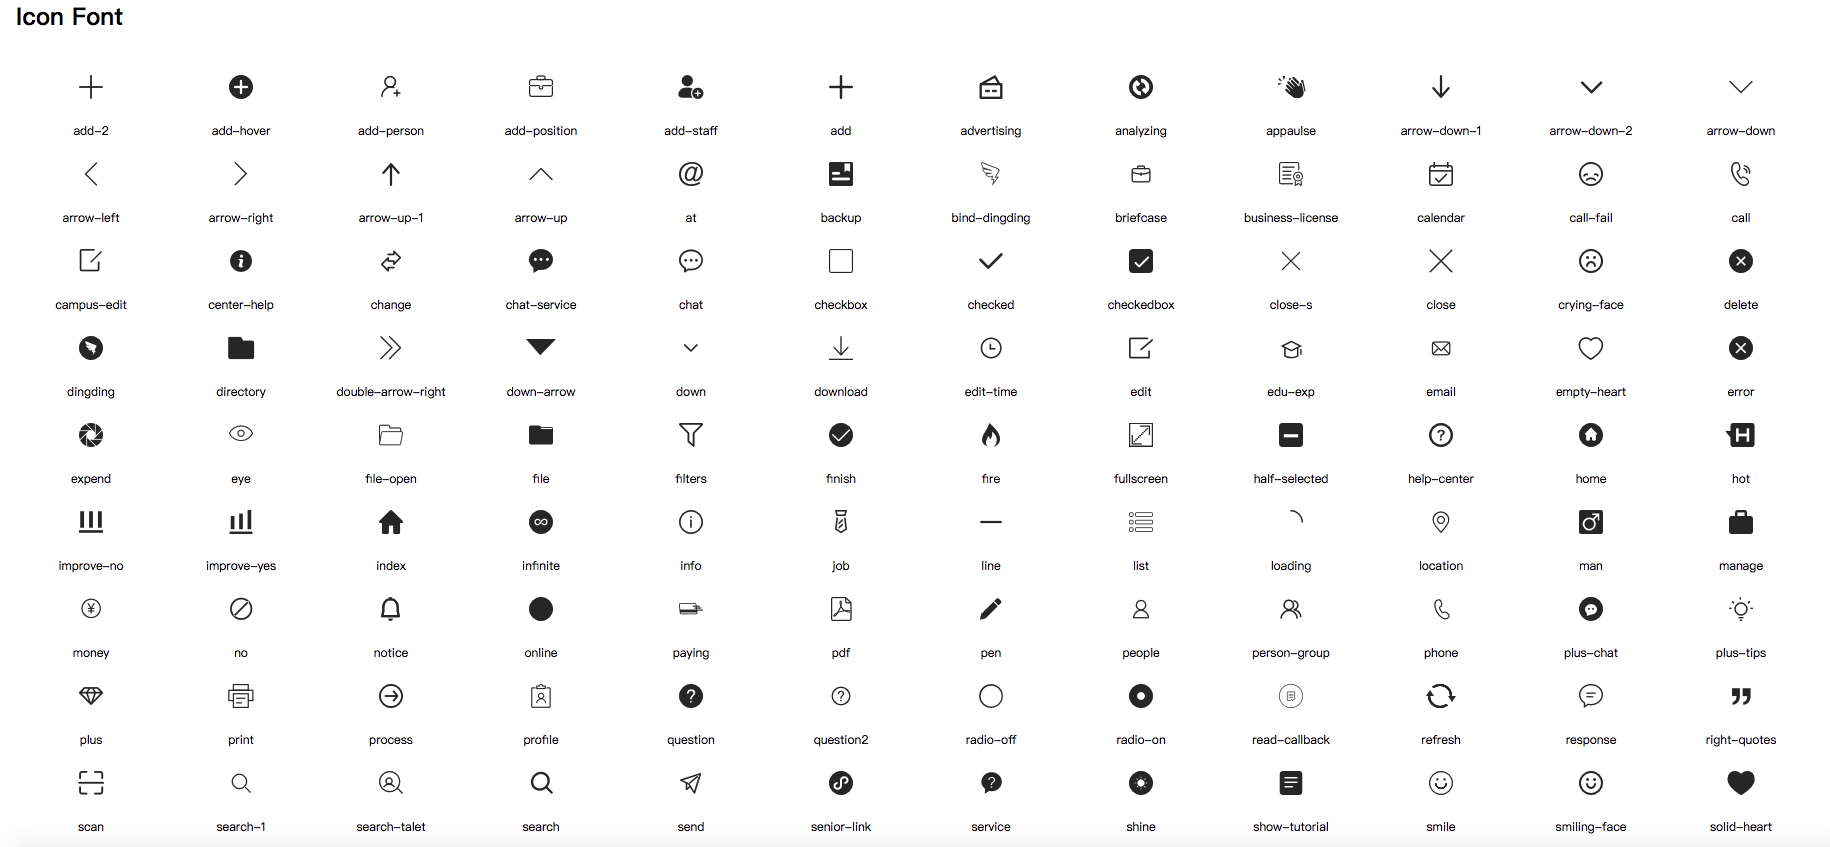 Icon Font
add-2 add-hover add-person add-position add-staff add advertising analyzing appaulse arrow-down-1 arrow-down-2 arrow-down
arrow-left arrow-right arrow-up-1 arrow-up at backup bind-dingding briefcase business-license calendar call-fail call
campus-edit center-help change chat-service chat checkbox checked checkedbox close-s close crying-face delete
dingding directory double-arrow-right down-arrow down download edit-time edit edu-exp email empty-heart error
expend eye file-open file filters finish fire fullscreen half-selected help-center home hot
improve-no improve-yes index infinite info job line list loading location man manage
money no notice online paying pdf pen people person-group phone plus-chat plus-tips
plus print process profile question question2 radio-off radio-on read-callback refresh response right-quotes
scan search-1 search-talet search send senior-link service shine show-tutorial smile smiling-face solid-heart